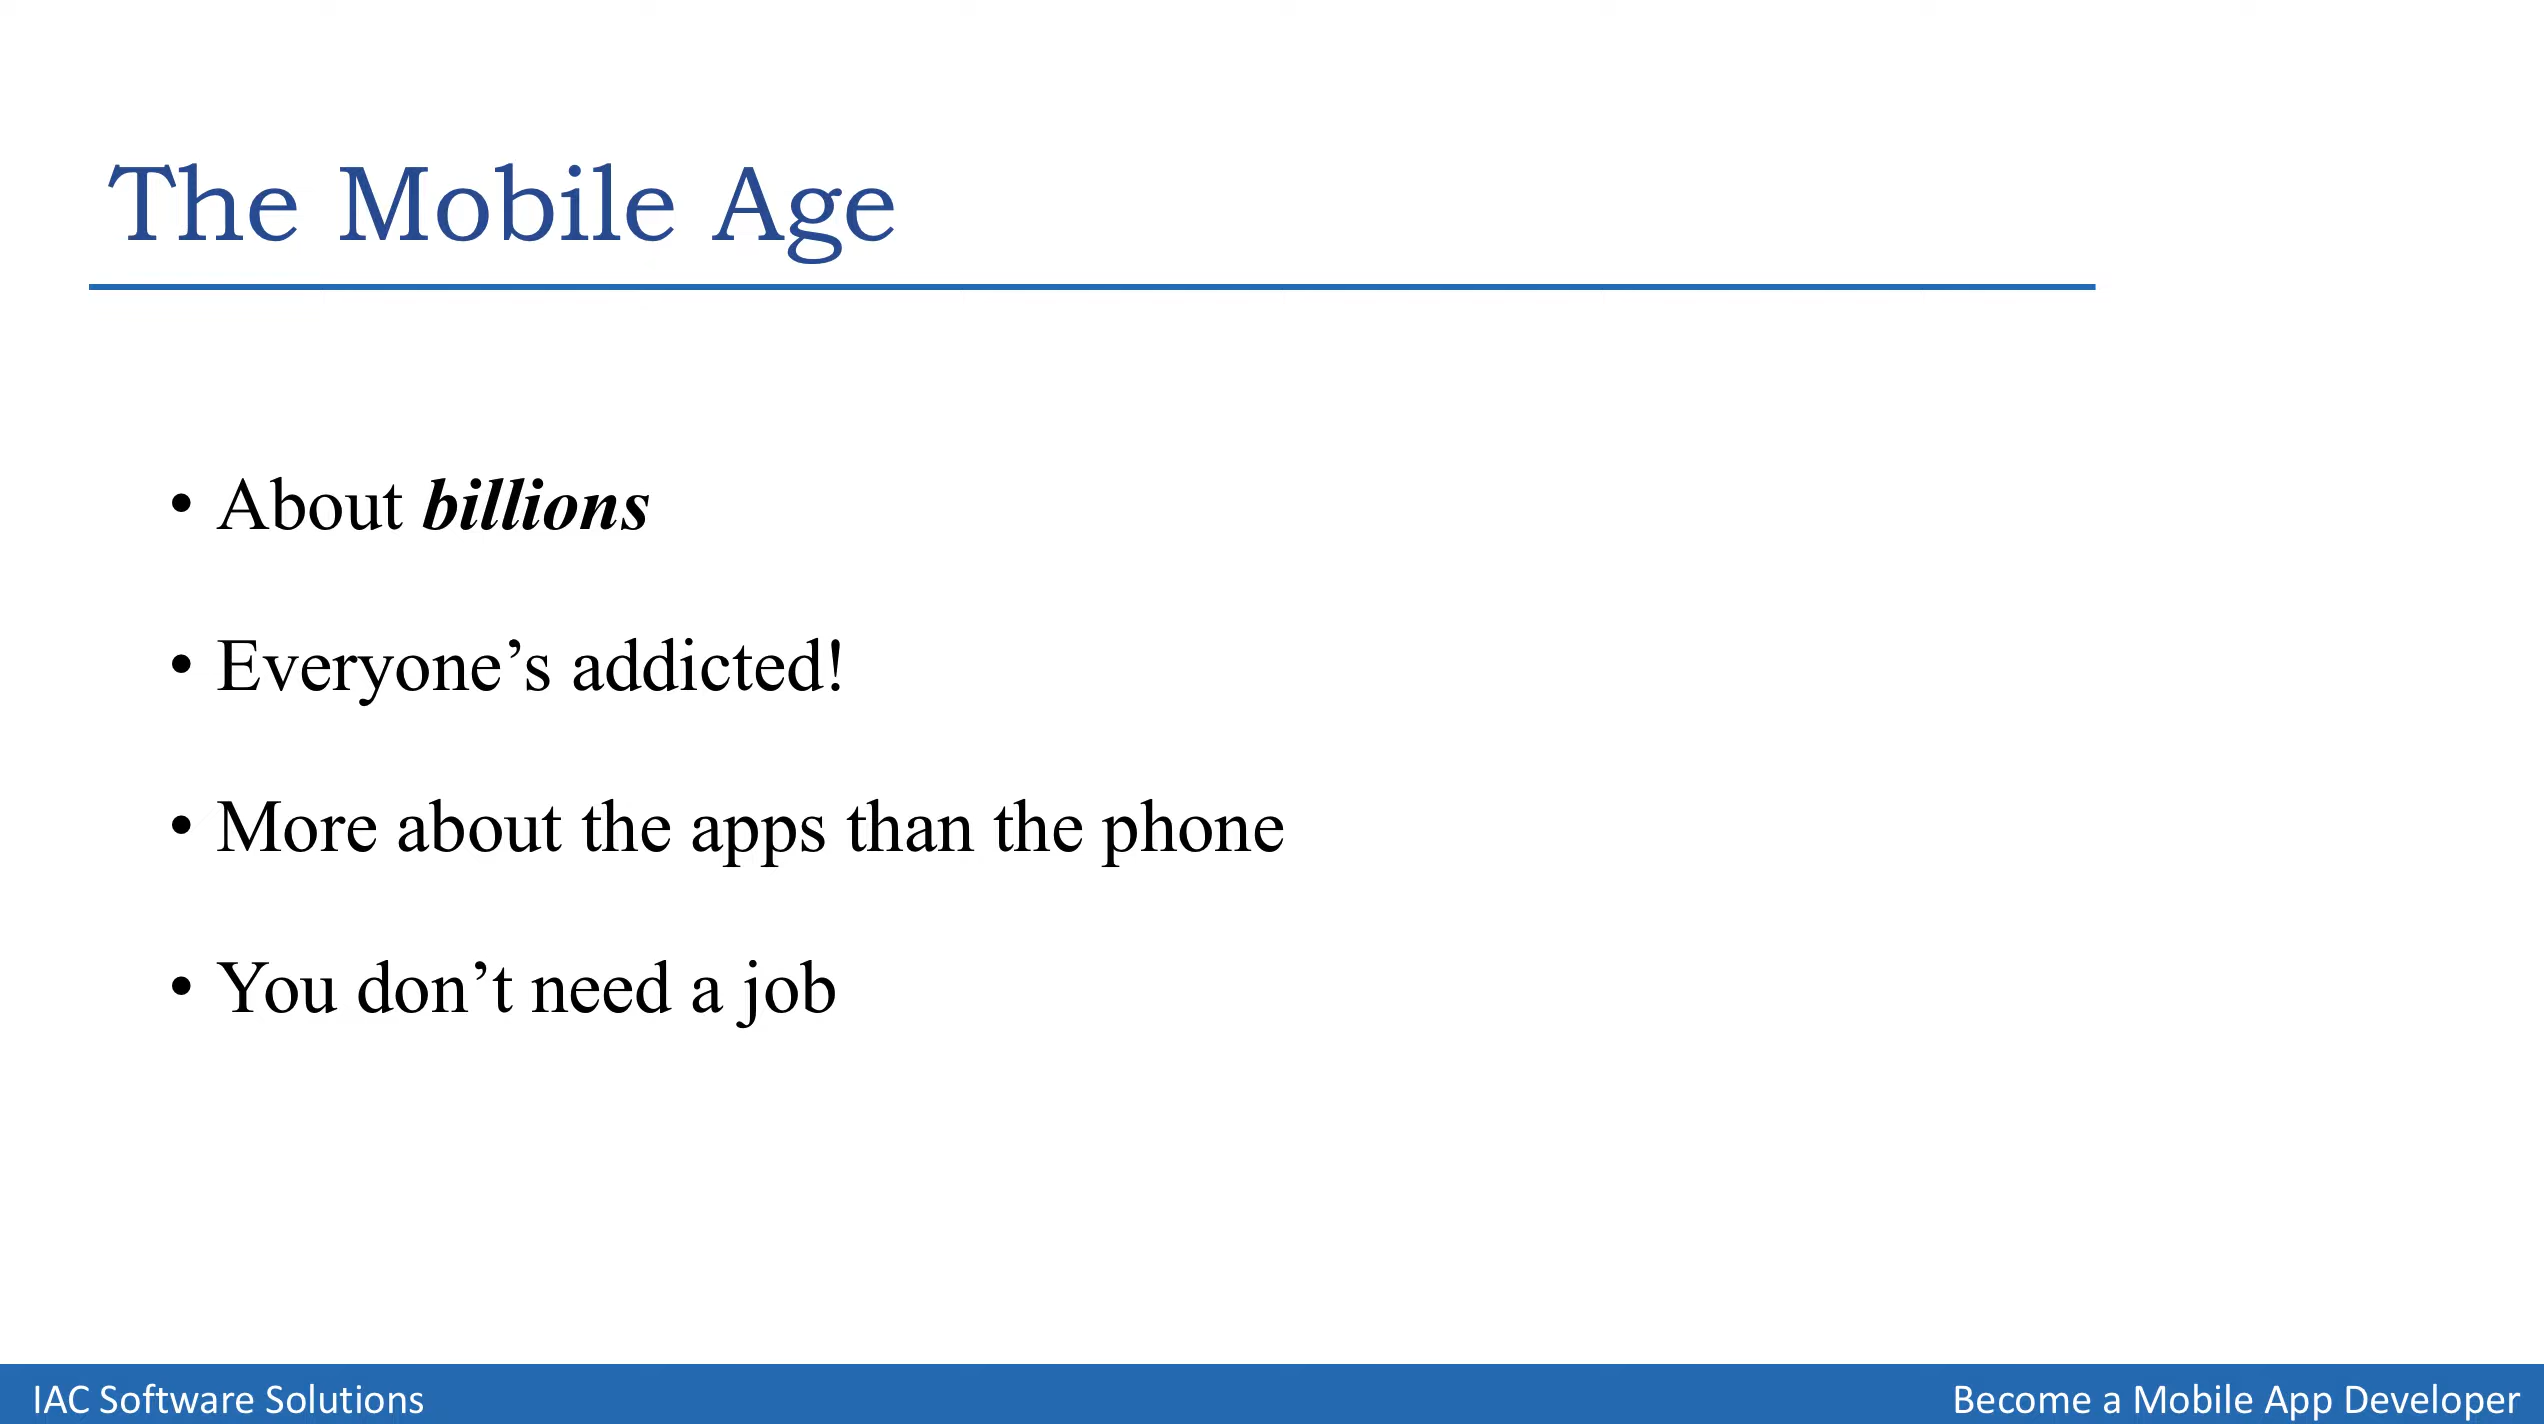 The Mobile Age
• About billions
• Everyone’s addicted!
• More about the apps than the phone
• You don’t need a job
IAC Software Solutions
Become a Mobile App Developer